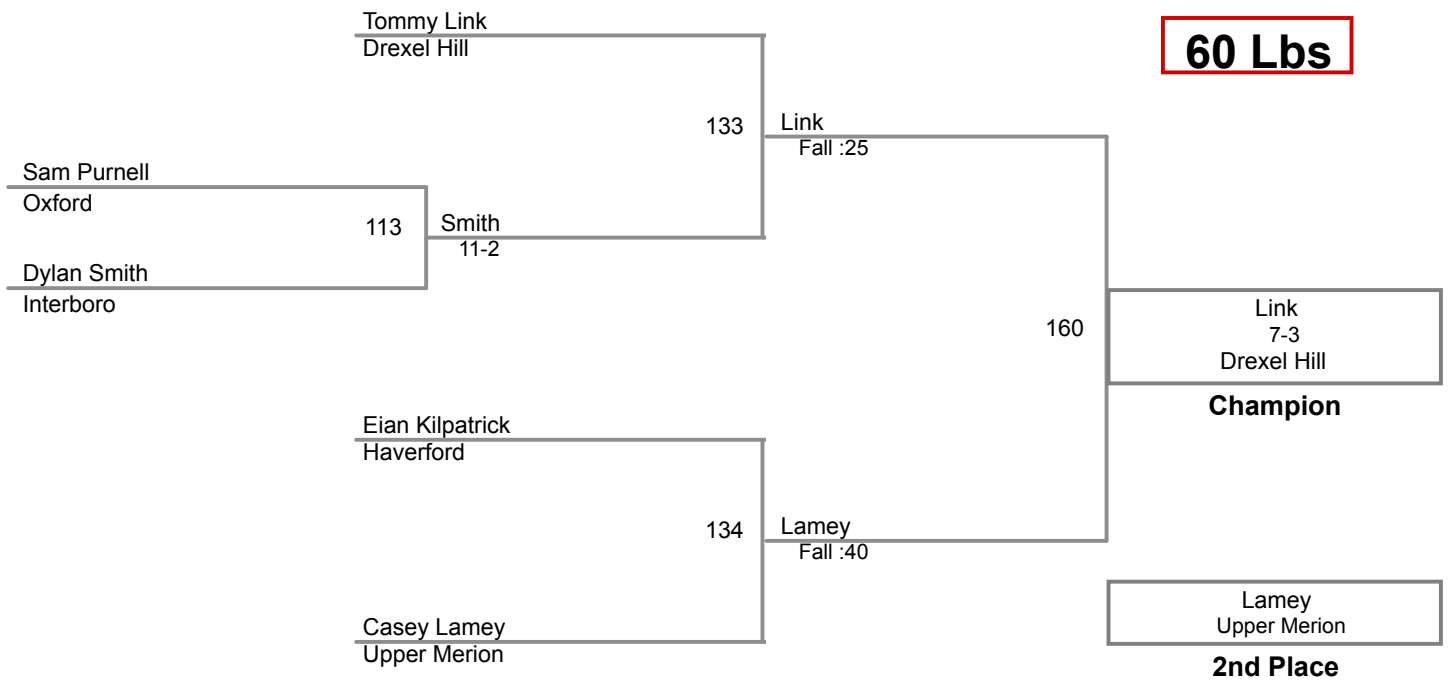 Tommy Link
Drexel Hill
60 Lbs
133
Link
Fall :25
Sam Purnell
Oxford
113
Smith
11-2
Dylan Smith
Interboro
160
Link
7-3
Drexel Hill
Champion
Eian Kilpatrick
Haverford
134
Lamey
Fall :40
Casey Lamey
Upper Merion
Lamey
Upper Merion
2nd Place